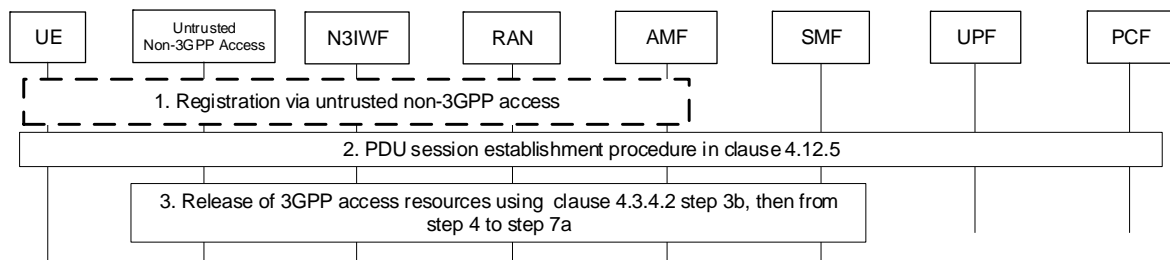 UE
Untrusted
Non-3GPP Access
N3IWF
RAN
AMF
SMF
UPF
PCF
1. Registration via untrusted non-3GPP access
2. PDU session establishment procedure in clause 4.12.5
3. Release of 3GPP access resources using clause 4.3.4.2 step 3b, then from
step 4 to step 7a